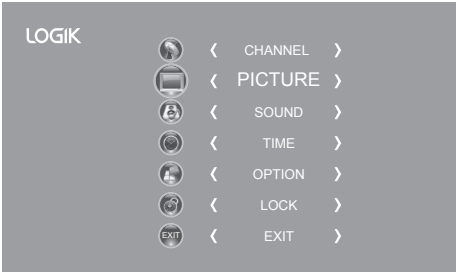 LOGIK
CHANNEL
PICTURE
SOUND
TIME
OPTION
LOCK
EXIT EXIT